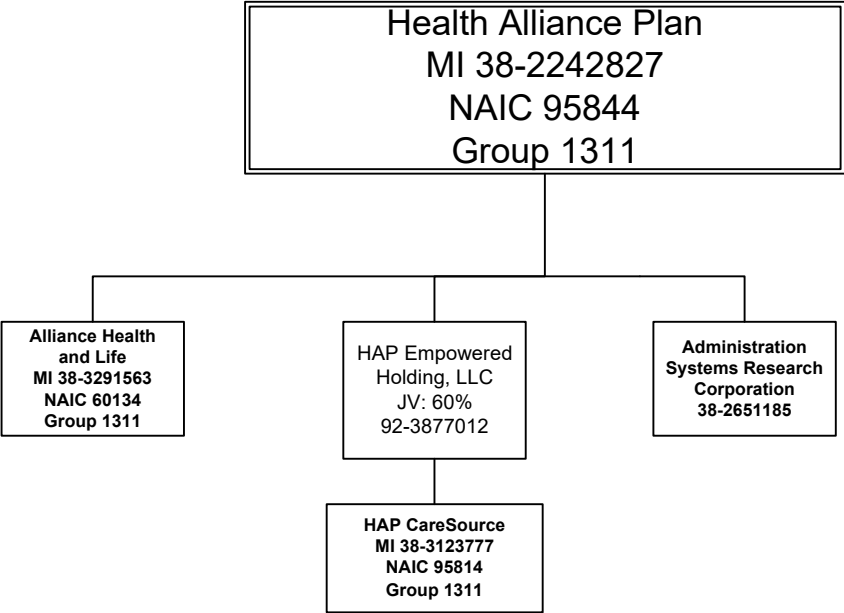 Health Alliance Plan
MI 38-2242827
NAIC 95844
Group 1311
Alliance Health
and Life
MI 38-3291563
NAIC 60134
Group 1311
HAP Empowered
Holding, LLC
JV: 60%
92-3877012
Administration
Systems Research
Corporation
38-2651185
HAP CareSource
MI 38-3123777
NAIC 95814
Group 1311